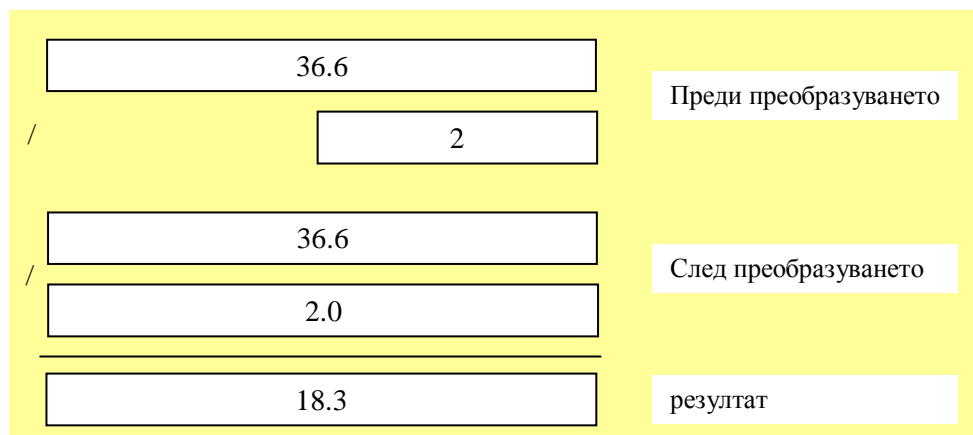 36.6
Преди преобразуването
/
2
36.6
/
След преобразуването
2.0
18.3
резултат